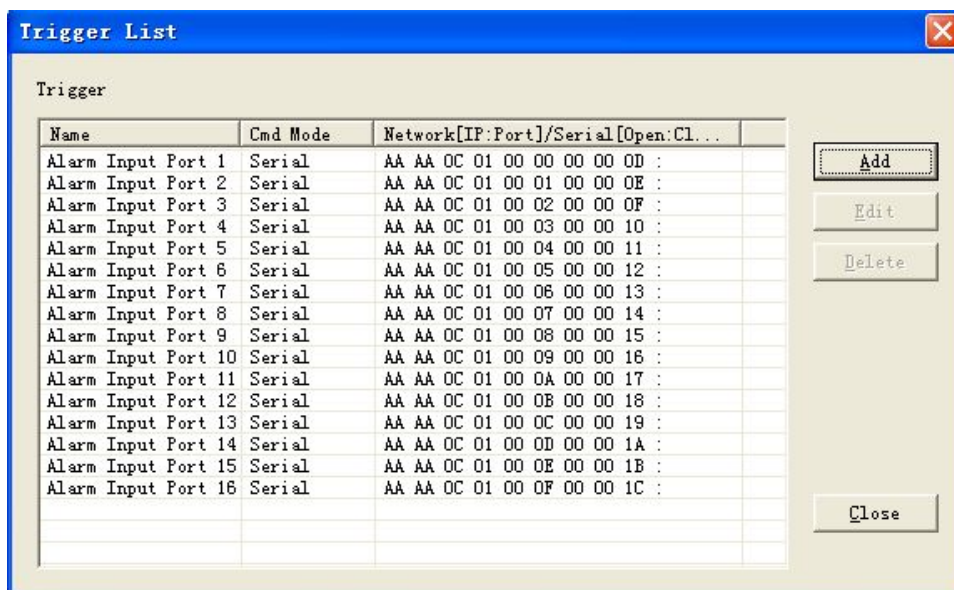 Trigger List
Trigger
Name Cmd Mode Network[IP:Port]/Serial[Open:Cl...
Alarm Input Port 1 Serial AA AA 0C 01 00 00 00 00 0D :
Alarm Input Port 2 Serial AA AA 0C 01 00 01 00 00 0E :
Alarm Input Port 3 Serial AA AA 0C 01 00 02 00 00 0F :
Alarm Input Port 4 Serial AA AA 0C 01 00 03 00 00 10 :
Alarm Input Port 5 Serial AA AA 0C 01 00 04 00 00 11 :
Alarm Input Port 6 Serial AA AA 0C 01 00 05 00 00 12 :
Alarm Input Port 7 Serial AA AA 0C 01 00 06 00 00 13 :
Alarm Input Port 8 Serial AA AA 0C 01 00 07 00 00 14 :
Alarm Input Port 9 Serial AA AA 0C 01 00 08 00 00 15 :
Alarm Input Port 10 Serial AA AA 0C 01 00 09 00 00 16 :
Alarm Input Port 11 Serial AA AA 0C 01 00 0A 00 00 17 :
Alarm Input Port 12 Serial AA AA 0C 01 00 0B 00 00 18 :
Alarm Input Port 13 Serial AA AA 0C 01 00 0C 00 00 19 :
Alarm Input Port 14 Serial AA AA 0C 01 00 0D 00 00 1A :
Alarm Input Port 15 Serial AA AA 0C 01 00 0E 00 00 1B :
Alarm Input Port 16 Serial AA AA 0C 01 00 0F 00 00 1C :
Add
Edit
Delete
Close